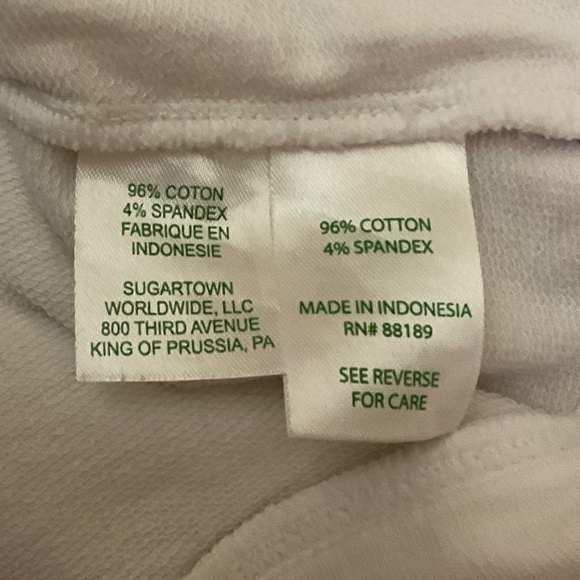 96% COTON
4% SPANDEX
FABRIQUE EN
INDONESIE
SUGARTOWN
WORLDWIDE, LLC
800 THIRD AVENUE
KING OF PRUSSIA, PA
96% COTTON
4% SPANDEX
MADE IN INDONESIA
RN# 88189
SEE REVERSE
FOR CARE